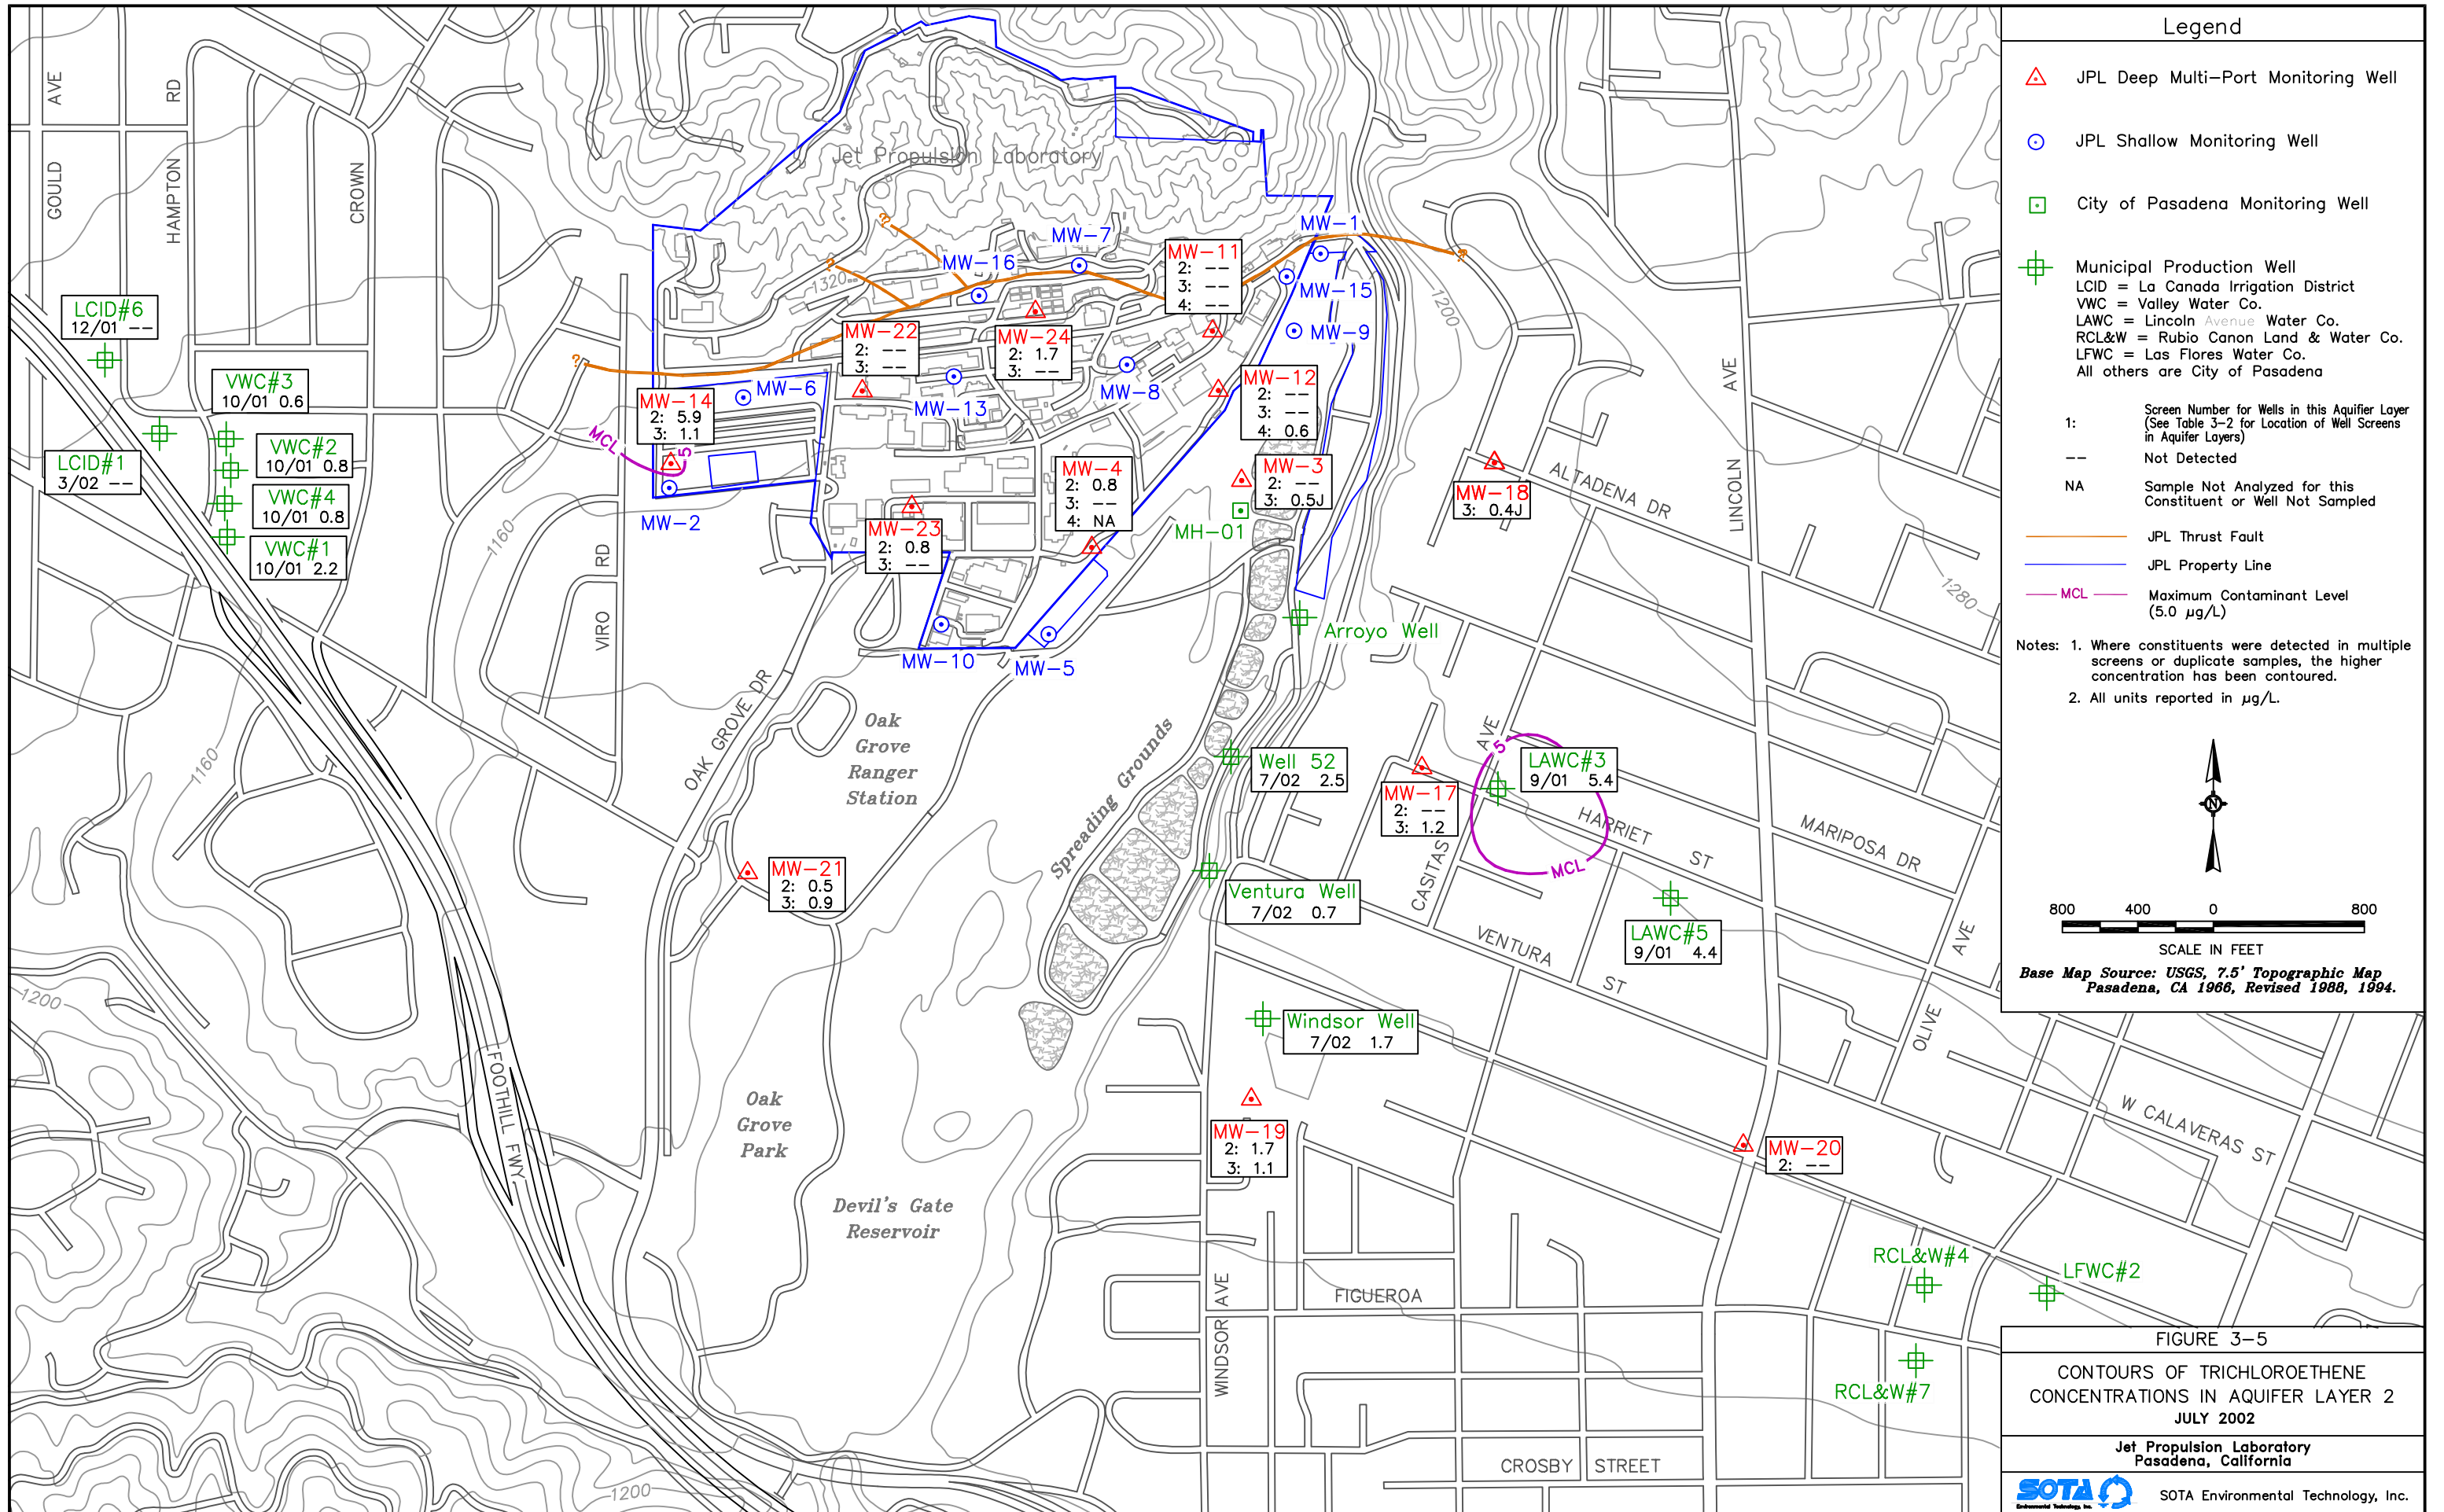 Legend
JPL Deep Multi-Port Monitoring Well
JPL Shallow Monitoring Well
City of Pasadena Monitoring Well
Municipal Production Well
LCID = La Canada Irrigation District
VWC = Valley Water Co.
LAWC = Lincoln Avenue Water Co.
RCL&W = Rubio Canon Land & Water Co.
LFWC = Las Flores Water Co.
All others are City of Pasadena
1:
Screen Number for Wells in this Aquifier Layer
(See Table 3-2 for Location of Well Screens
in Aquifer Layers)
-- Not Detected
NA Sample Not Analyzed for this
Constituent or Well Not Sampled
JPL Thrust Fault
JPL Property Line
MCL Maximum Contaminant Level
(5.0 µg/L)
Notes: 1. Where constituents were detected in multiple
screens or duplicate samples, the higher
concentration has been contoured.
2. All units reported in µg/L.
N
800 400 0 800
SCALE IN FEET
Base Map Source: USGS, 7.5' Topographic Map
Pasadena, CA 1966, Revised 1988, 1994.
FIGURE 3-5
CONTOURS OF TRICHLOROETHENE
CONCENTRATIONS IN AQUIFER LAYER 2
JULY 2002
Jet Propulsion Laboratory
Pasadena, California
SOTA
Environmental Technology, Inc.
SOTA Environmental Technology, Inc.
GOULD AVE
HAMPTON RD
CROWN
Jet Propulsion Laboratory
LCID#6
12/01 --
VWC#3
10/01 0.6
VWC#2
10/01 0.8
LCID#1
3/02 --
VWC#4
10/01 0.8
VWC#1
10/01 2.2
MW-7
MW-16
MW-1
MW-15
MW-9
MW-11
2: --
3: --
4: --
?
?
?
?
1320
1200
MW-22
2: --
3: --
MW-24
2: 1.7
3: --
MW-6
MW-13
MW-8
MW-14
2: 5.9
3: 1.1
MCL
5
MW-2
MW-12
2: --
3: --
4: 0.6
MW-4
2: 0.8
3: --
4: NA
MW-3
2: --
3: 0.5J
MH-01
MW-18
3: 0.4J
MW-23
2: 0.8
3: --
MW-10
MW-5
Arroyo Well
ALTADENA DR
LINCOLN AVE
1280
1160
VIRO RD
1160
OAK GROVE DR
Oak
Grove
Ranger
Station
Spreading Grounds
Well 52
7/02 2.5
MW-17
2: --
3: 1.2
CASITAS AVE
5
LAWC#3
9/01 5.4
MCL
HARRIET ST
MARIPOSA DR
MW-21
2: 0.5
3: 0.9
Ventura Well
7/02 0.7
LAWC#5
9/01 4.4
VENTURA ST
OLIVE AVE
1200
Windsor Well
7/02 1.7
FOOTHILL FWY
Oak
Grove
Park
MW-19
2: 1.7
3: 1.1
MW-20
2: --
W CALAVERAS ST
Devil's Gate
Reservoir
RCL&W#4
LFWC#2
WINDSOR AVE
FIGUEROA
RCL&W#7
CROSBY STREET
1200